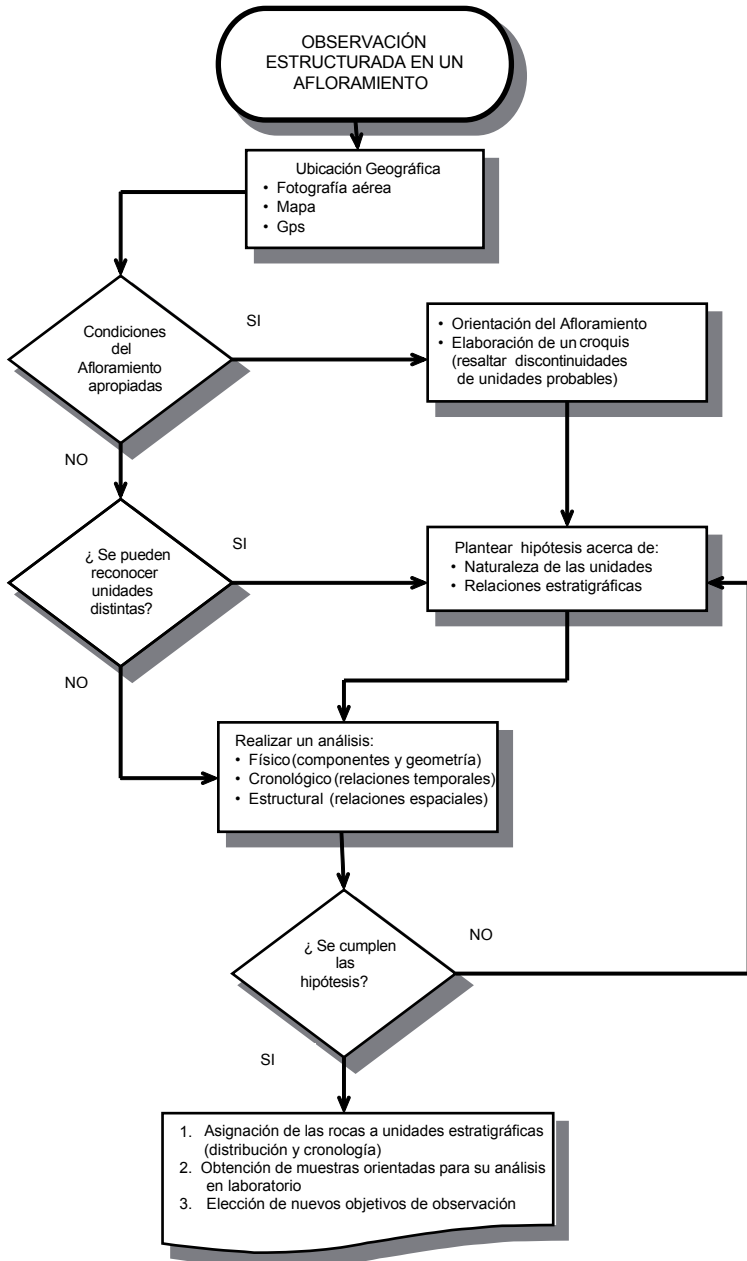 OBSERVACIÓN
ESTRUCTURADA EN UN
AFLORAMIENTO
Ubicación Geográfica
• Fotografía aérea
• Mapa
• Gps
Condiciones
del
Afloramiento
apropiadas
SI
• Orientación del Afloramiento
• Elaboración de un croquis
(resaltar discontinuidades
de unidades probables)
NO
¿ Se pueden
reconocer
unidades
distintas?
SI
Plantear hipótesis acerca de:
• Naturaleza de las unidades
• Relaciones estratigráficas
NO
Realizar un análisis:
• Físico (componentes y geometría)
• Cronológico (relaciones temporales)
• Estructural (relaciones espaciales)
¿ Se cumplen
las
hipótesis?
NO
SI
1. Asignación de las rocas a unidades estratigráficas
(distribución y cronología)
2. Obtención de muestras orientadas para su análisis
en laboratorio
3. Elección de nuevos objetivos de observación